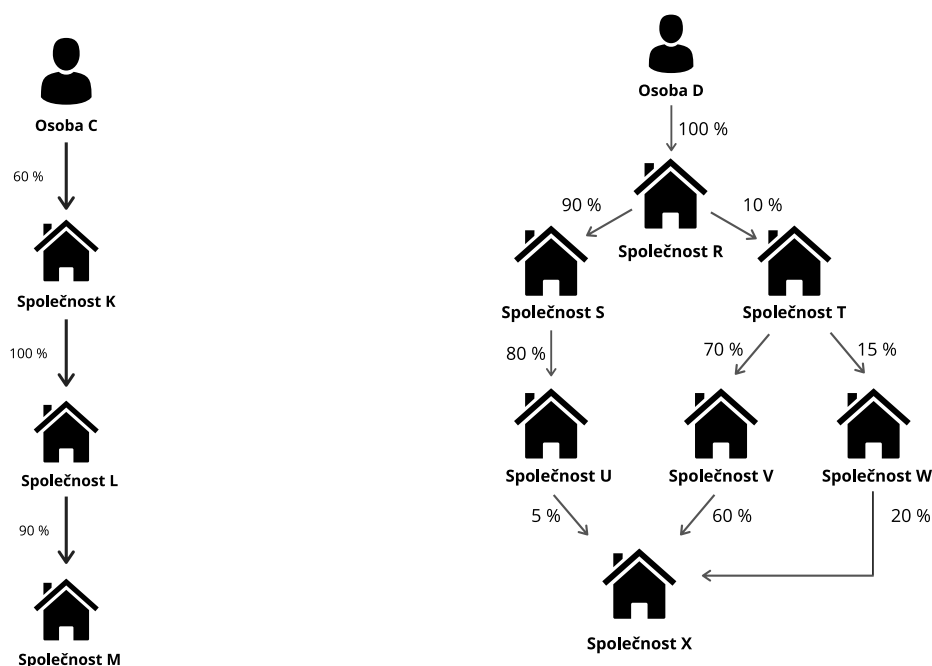 Osoba C
60 %
Společnost K
100 %
Společnost L
90 %
Společnost M
Osoba D
100 %
90 %
10 %
Společnost R
Společnost S
Společnost T
80 %
70 %
15 %
Společnost U
Společnost V
Společnost W
5 %
60 %
20 %
Společnost X